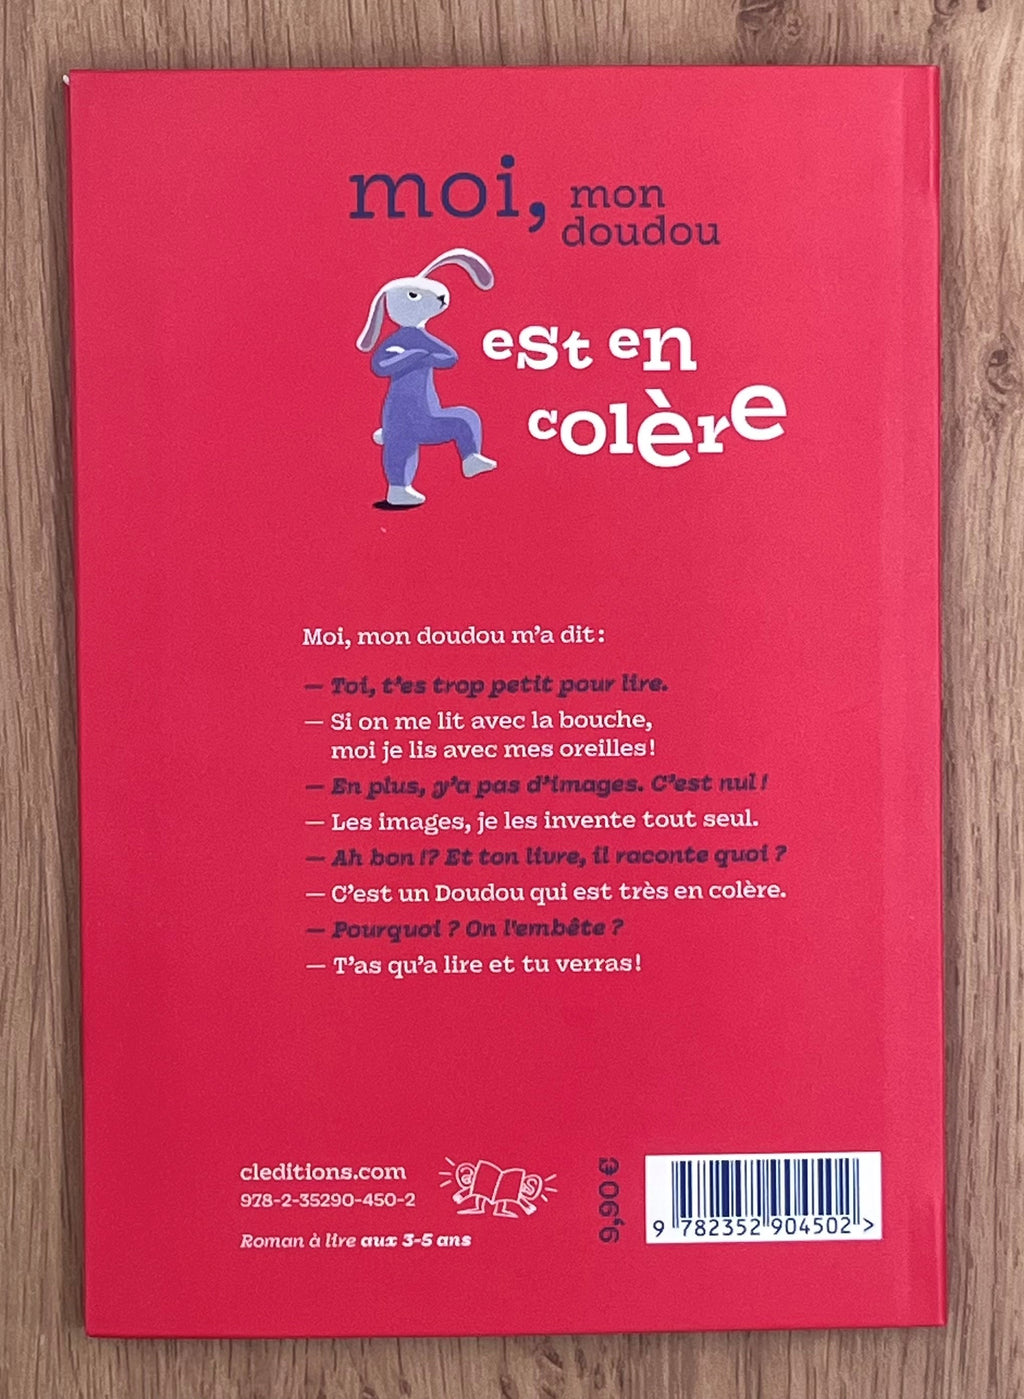 moi, mon
doudou
est en
colère
Moi, mon doudou m’a dit :
— Toi, t’es trop petit pour lire.
— Si on me lit avec la bouche,
moi je lis avec mes oreilles !
— En plus, y’a pas d’images. C’est nul !
— Les images, je les invente tout seul.
— Ah bon !? Et ton livre, il raconte quoi ?
— C’est un Doudou qui est très en colère.
— Pourquoi ? On l'embête ?
— T’as qu’a lire et tu verras !
cleditions.com
978-2-35290-450-2
Roman à lire aux 3-5 ans
9,90 €
9 782352 904502 >